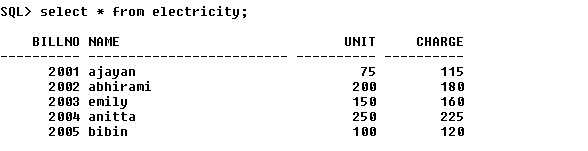 SQL> select * from electricity;
BILLNO NAME UNIT CHARGE
---------- ------------------------- ---------- ----------
2001 ajayan 75 115
2002 abhirami 200 180
2003 emily 150 160
2004 anitta 250 225
2005 bibin 100 120